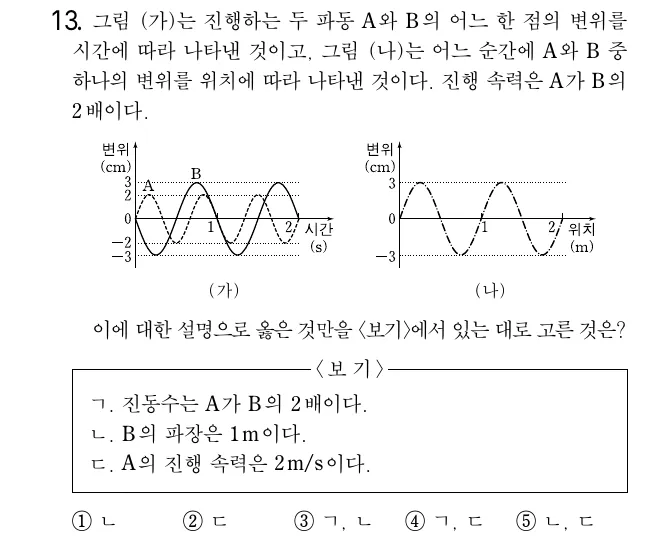 13. 그림 (가)는 진행하는 두 파동 A와 B의 어느 한 점의 변위를
시간에 따라 나타낸 것이고, 그림 (나)는 어느 순간에 A와 B 중
하나의 변위를 위치에 따라 나타낸 것이다. 진행 속력은 A가 B의
2배이다.
변위
(cm)
3
2
0
-2
-3
A
B
1
2
시간
(s)
(가)
변위
(cm)
3
0
-3
1
2
위치
(m)
(나)
이에 대한 설명으로 옳은 것만을 <보기>에서 있는 대로 고른 것은?
<보 기>
ㄱ. 진동수는 A가 B의 2배이다.
ㄴ. B의 파장은 1m이다.
ㄷ. A의 진행 속력은 2m/s이다.
① ㄴ ② ㄷ ③ ㄱ, ㄴ ④ ㄱ, ㄷ ⑤ ㄴ, ㄷ